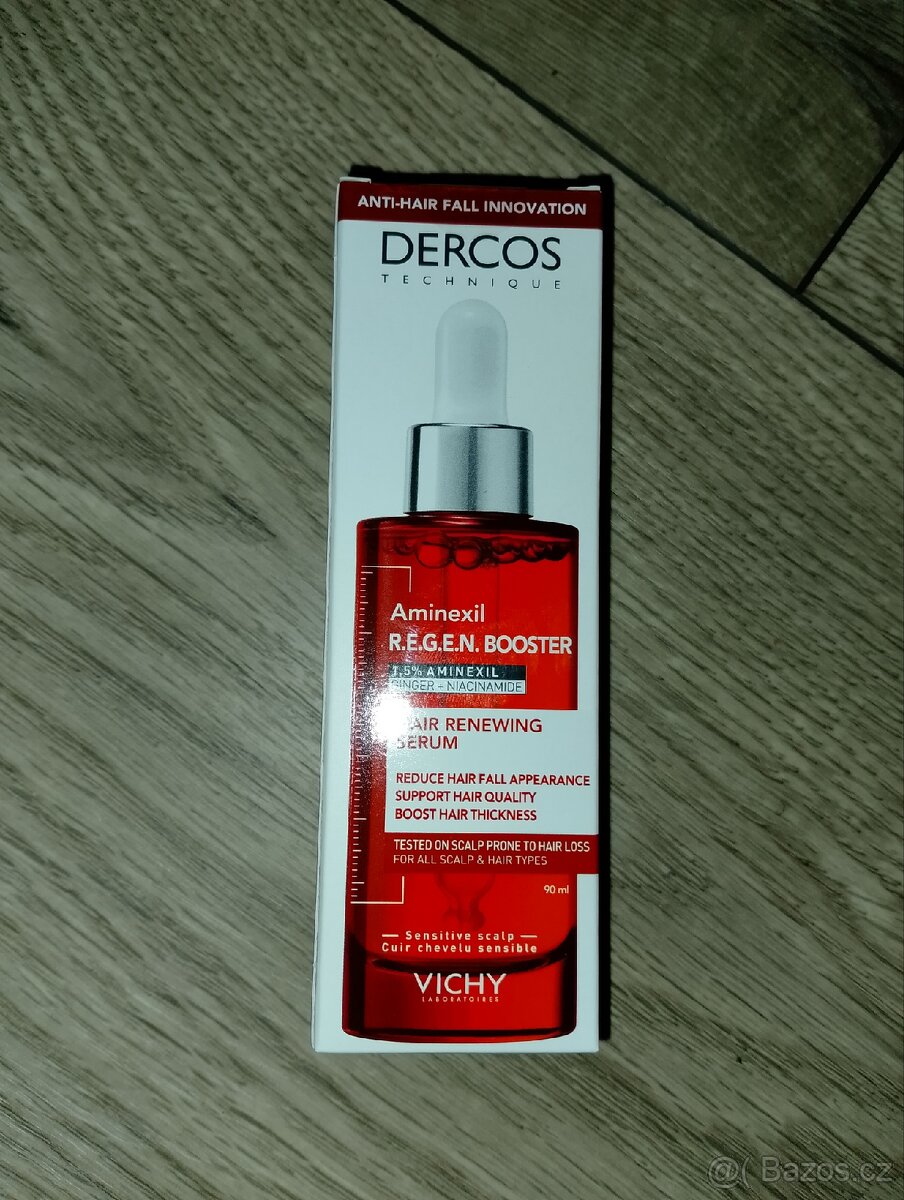 ANTI-HAIR FALL INNOVATION
DERCOS
TECHNIQUE
Aminexil
R.E.G.E.N. BOOSTER
1,5% AMINEXIL
GINGER – NIACINAMIDE
HAIR RENEWING
SERUM
REDUCE HAIR FALL APPEARANCE
SUPPORT HAIR QUALITY
BOOST HAIR THICKNESS
TESTED ON SCALP PRONE TO HAIR LOSS
FOR ALL SCALP & HAIR TYPES
90 ml
— Sensitive scalp —
Cuir chevelu sensible
VICHY
LABORATOIRES
@( Bazos.cz